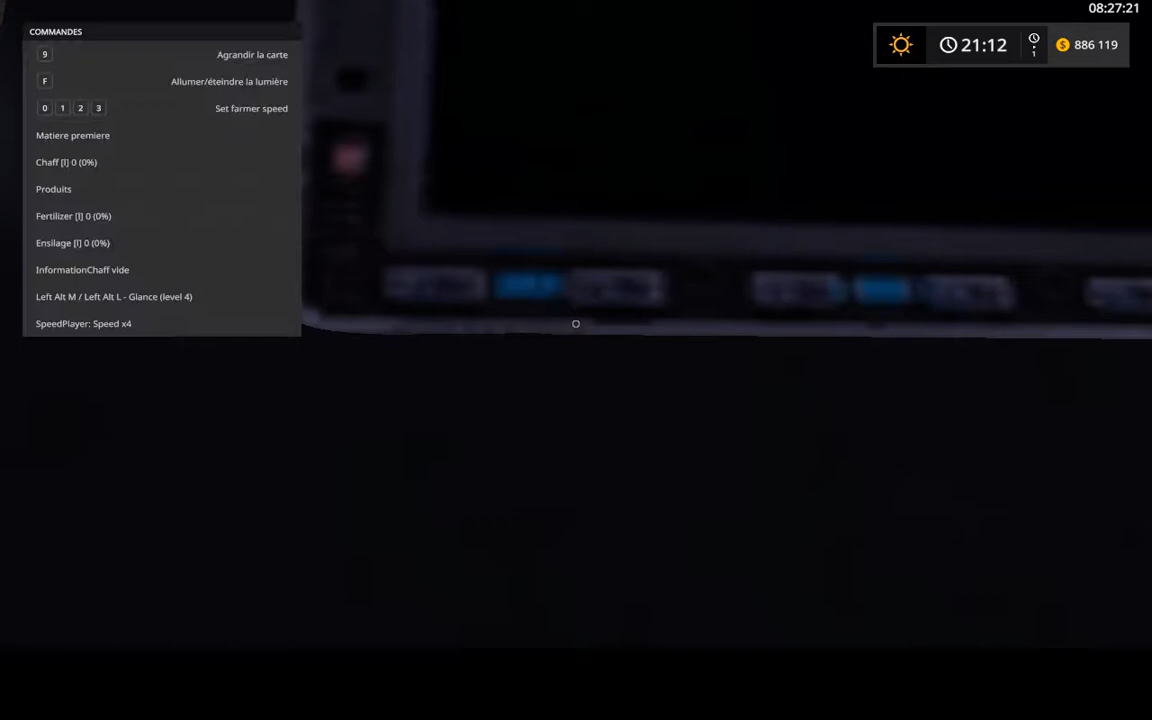 08:27:21
COMMANDES
9 Agrandir la carte
F Allumer/éteindre la lumière
0 1 2 3 Set farmer speed
Matiere premiere
Chaff [l] 0 (0%)
Produits
Fertilizer [l] 0 (0%)
Ensilage [l] 0 (0%)
InformationChaff vide
Left Alt M / Left Alt L - Glance (level 4)
SpeedPlayer: Speed x4
21:12 1 886 119